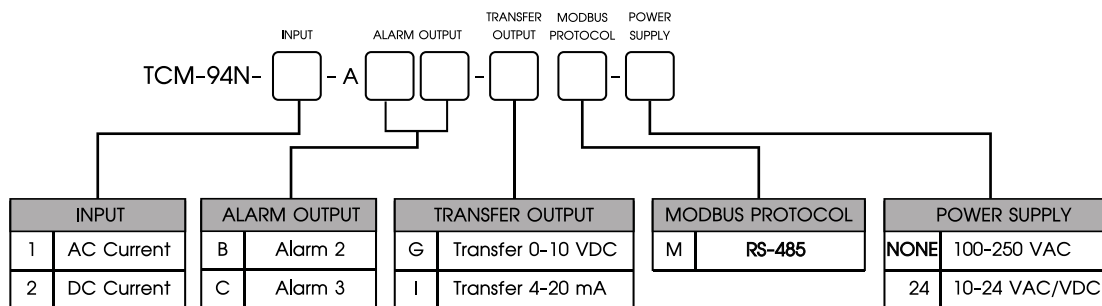 INPUT
ALARM OUTPUT
TRANSFER
OUTPUT
MODBUS
PROTOCOL
POWER
SUPPLY
TCM-94N- - A - -
INPUT
1 AC Current
2 DC Current
ALARM OUTPUT
B Alarm 2
C Alarm 3
TRANSFER OUTPUT
G Transfer 0-10 VDC
I Transfer 4-20 mA
MODBUS PROTOCOL
M RS-485
POWER SUPPLY
NONE 100-250 VAC
24 10-24 VAC/VDC